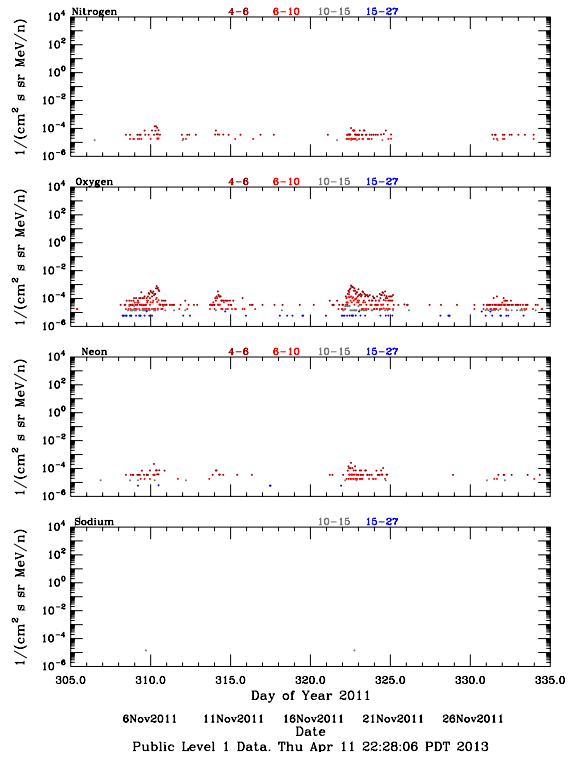 Nitrogen 4-6 6-10 10-15 15-27
10^4
10^2
10^0
10^-2
10^-4
10^-6
1/(cm^2 s sr MeV/n)
Oxygen 4-6 6-10 10-15 15-27
10^4
10^2
10^0
10^-2
10^-4
10^-6
1/(cm^2 s sr MeV/n)
Neon 4-6 6-10 10-15 15-27
10^4
10^2
10^0
10^-2
10^-4
10^-6
1/(cm^2 s sr MeV/n)
Sodium 10-15 15-27
10^4
10^2
10^0
10^-2
10^-4
10^-6
1/(cm^2 s sr MeV/n)
305.0 310.0 315.0 320.0 325.0 330.0 335.0
Day of Year 2011
6Nov2011 11Nov2011 16Nov2011 21Nov2011 26Nov2011
Date
Public Level 1 Data. Thu Apr 11 22:28:06 PDT 2013